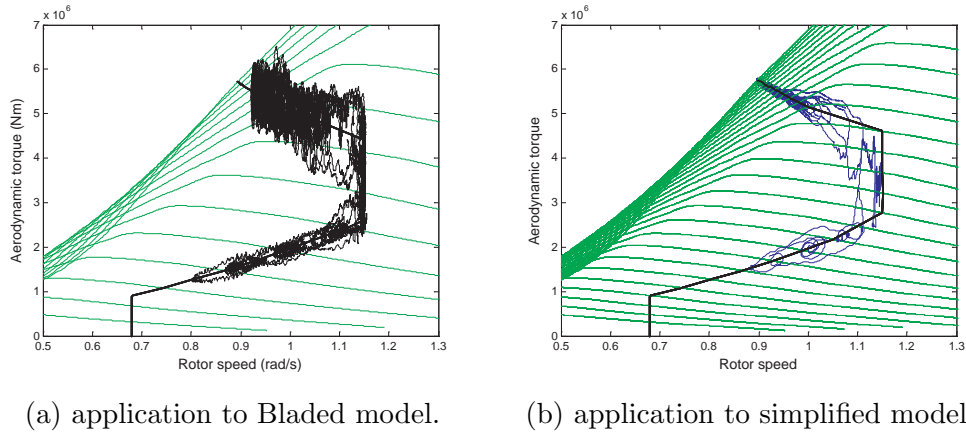 x 10^6
7
6
5
4
3
2
1
0
Aerodynamic torque (Nm)
0.5 0.6 0.7 0.8 0.9 1 1.1 1.2 1.3
Rotor speed (rad/s)
(a) application to Bladed model.
x 10^6
7
6
5
4
3
2
1
0
Aerodynamic torque
0.5 0.6 0.7 0.8 0.9 1 1.1 1.2 1.3
Rotor speed
(b) application to simplified model